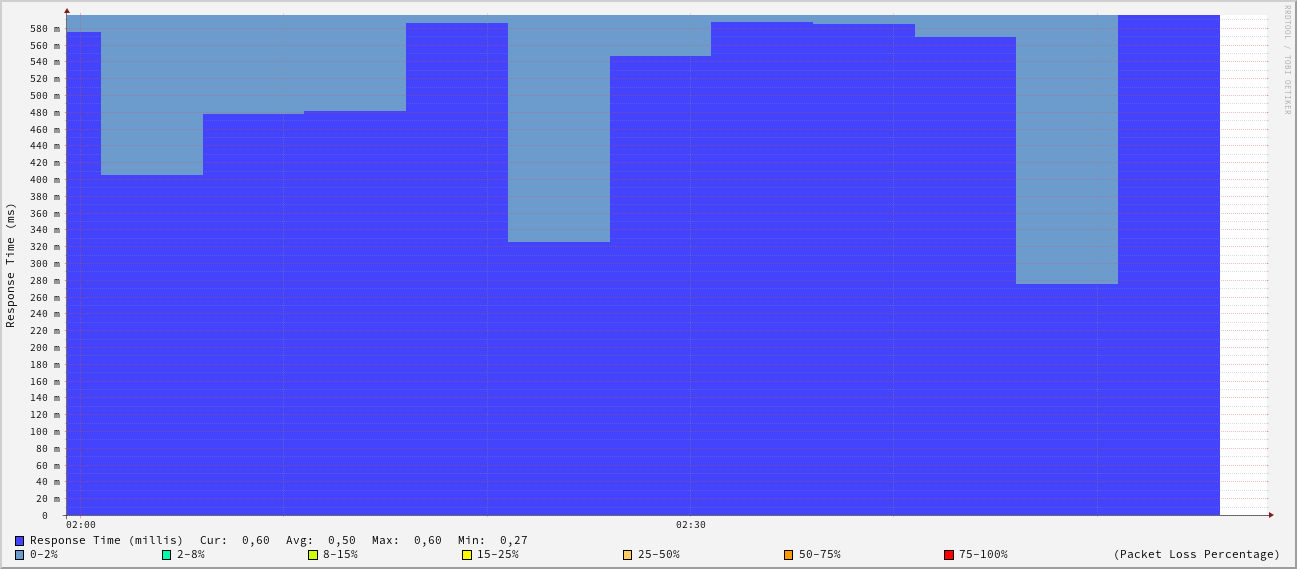 RRDTOOL / TOBI OETIKER
Response Time (ms)
580 m
560 m
540 m
520 m
500 m
480 m
460 m
440 m
420 m
400 m
380 m
360 m
340 m
320 m
300 m
280 m
260 m
240 m
220 m
200 m
180 m
160 m
140 m
120 m
100 m
80 m
60 m
40 m
20 m
0
02:00 02:30
Response Time (millis) Cur: 0,60 Avg: 0,50 Max: 0,60 Min: 0,27
0-2% 2-8% 8-15% 15-25% 25-50% 50-75% 75-100% (Packet Loss Percentage)